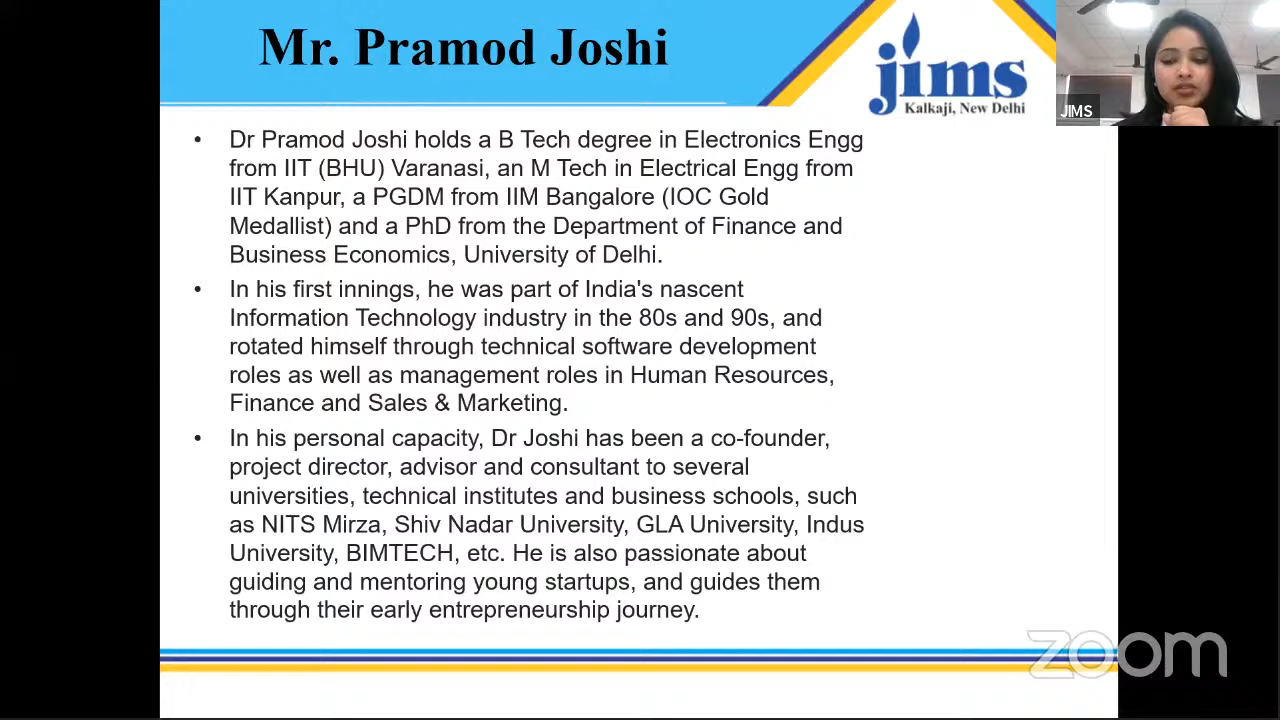 Mr. Pramod Joshi
jims
Kalkaji, New Delhi
JIMS
• Dr Pramod Joshi holds a B Tech degree in Electronics Engg
from IIT (BHU) Varanasi, an M Tech in Electrical Engg from
IIT Kanpur, a PGDM from IIM Bangalore (IOC Gold
Medallist) and a PhD from the Department of Finance and
Business Economics, University of Delhi.
• In his first innings, he was part of India's nascent
Information Technology industry in the 80s and 90s, and
rotated himself through technical software development
roles as well as management roles in Human Resources,
Finance and Sales & Marketing.
• In his personal capacity, Dr Joshi has been a co-founder,
project director, advisor and consultant to several
universities, technical institutes and business schools, such
as NITS Mirza, Shiv Nadar University, GLA University, Indus
University, BIMTECH, etc. He is also passionate about
guiding and mentoring young startups, and guides them
through their early entrepreneurship journey.
zoom